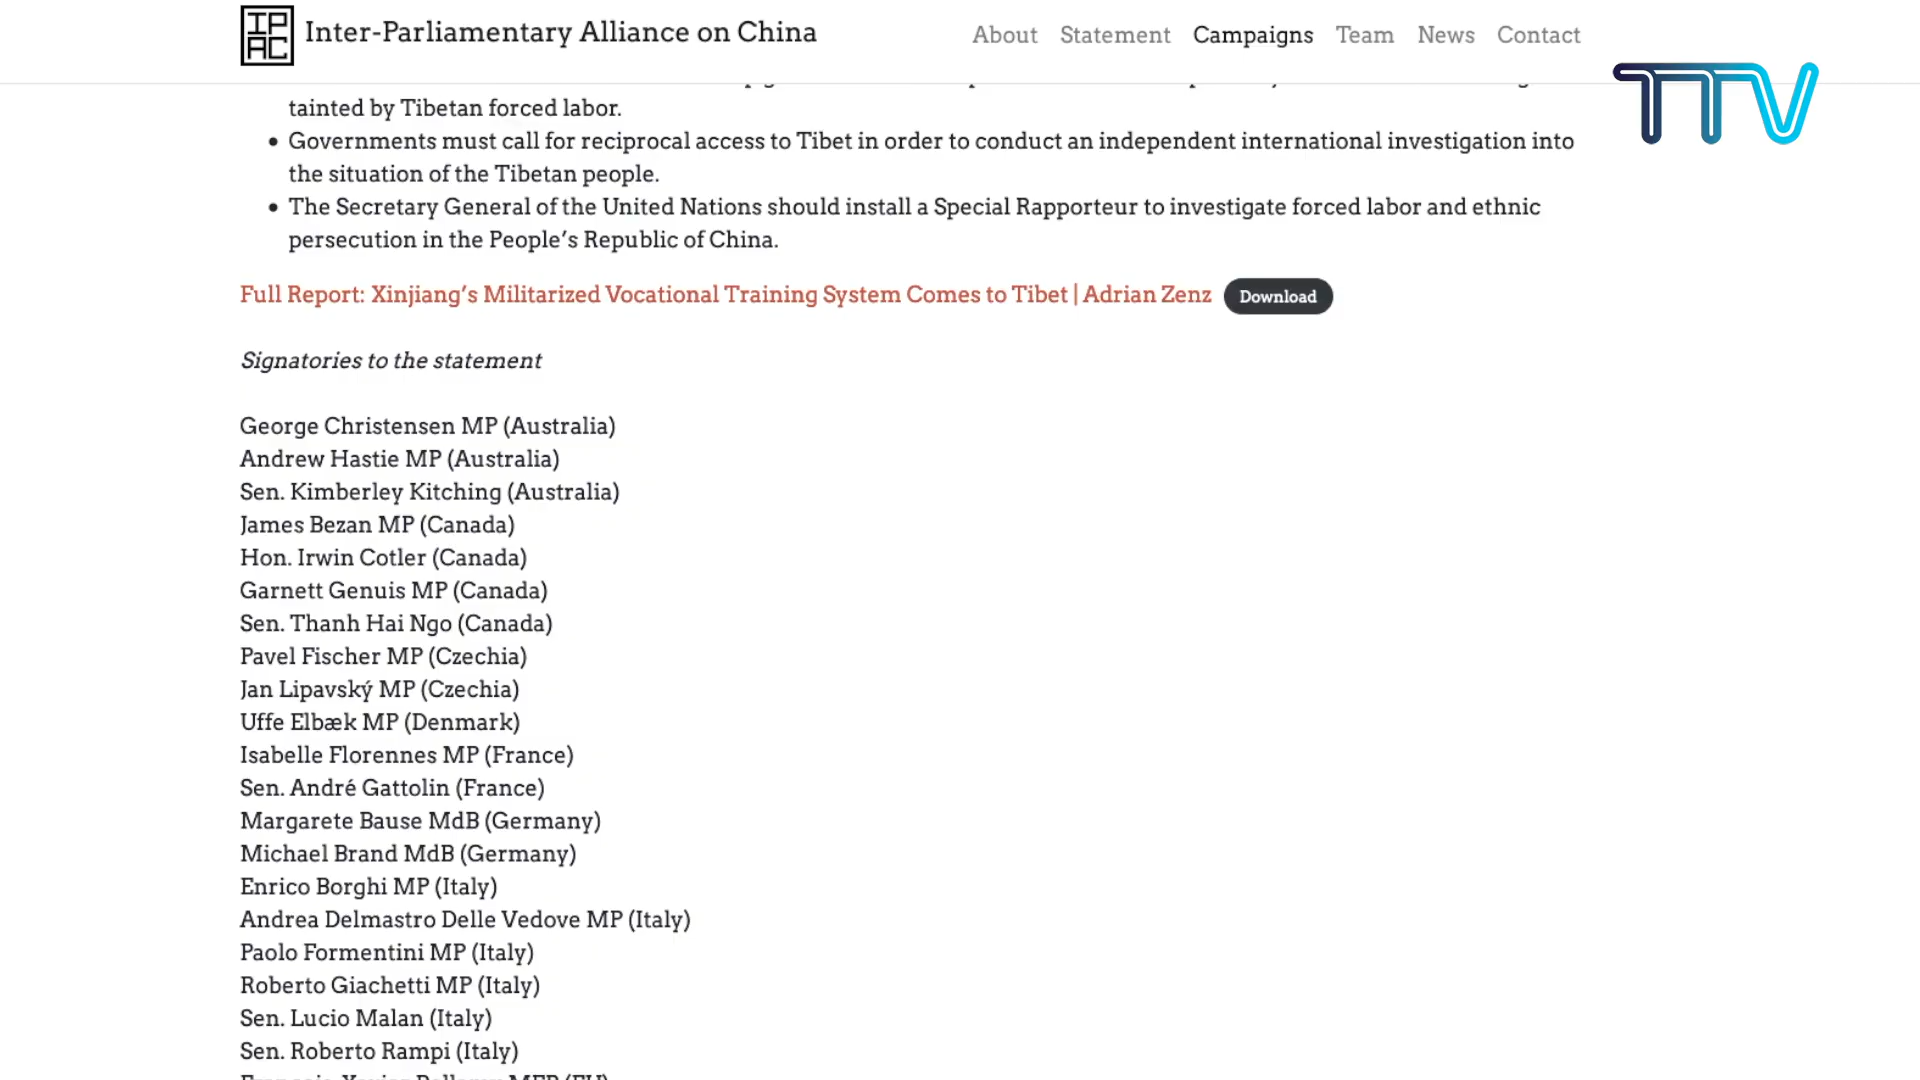 IPAC Inter-Parliamentary Alliance on China
About Statement Campaigns Team News Contact
TTV
tainted by Tibetan forced labor.
• Governments must call for reciprocal access to Tibet in order to conduct an independent international investigation into
the situation of the Tibetan people.
• The Secretary General of the United Nations should install a Special Rapporteur to investigate forced labor and ethnic
persecution in the People’s Republic of China.
Full Report: Xinjiang’s Militarized Vocational Training System Comes to Tibet | Adrian Zenz Download
Signatories to the statement
George Christensen MP (Australia)
Andrew Hastie MP (Australia)
Sen. Kimberley Kitching (Australia)
James Bezan MP (Canada)
Hon. Irwin Cotler (Canada)
Garnett Genuis MP (Canada)
Sen. Thanh Hai Ngo (Canada)
Pavel Fischer MP (Czechia)
Jan Lipavský MP (Czechia)
Uffe Elbæk MP (Denmark)
Isabelle Florennes MP (France)
Sen. André Gattolin (France)
Margarete Bause MdB (Germany)
Michael Brand MdB (Germany)
Enrico Borghi MP (Italy)
Andrea Delmastro Delle Vedove MP (Italy)
Paolo Formentini MP (Italy)
Roberto Giachetti MP (Italy)
Sen. Lucio Malan (Italy)
Sen. Roberto Rampi (Italy)